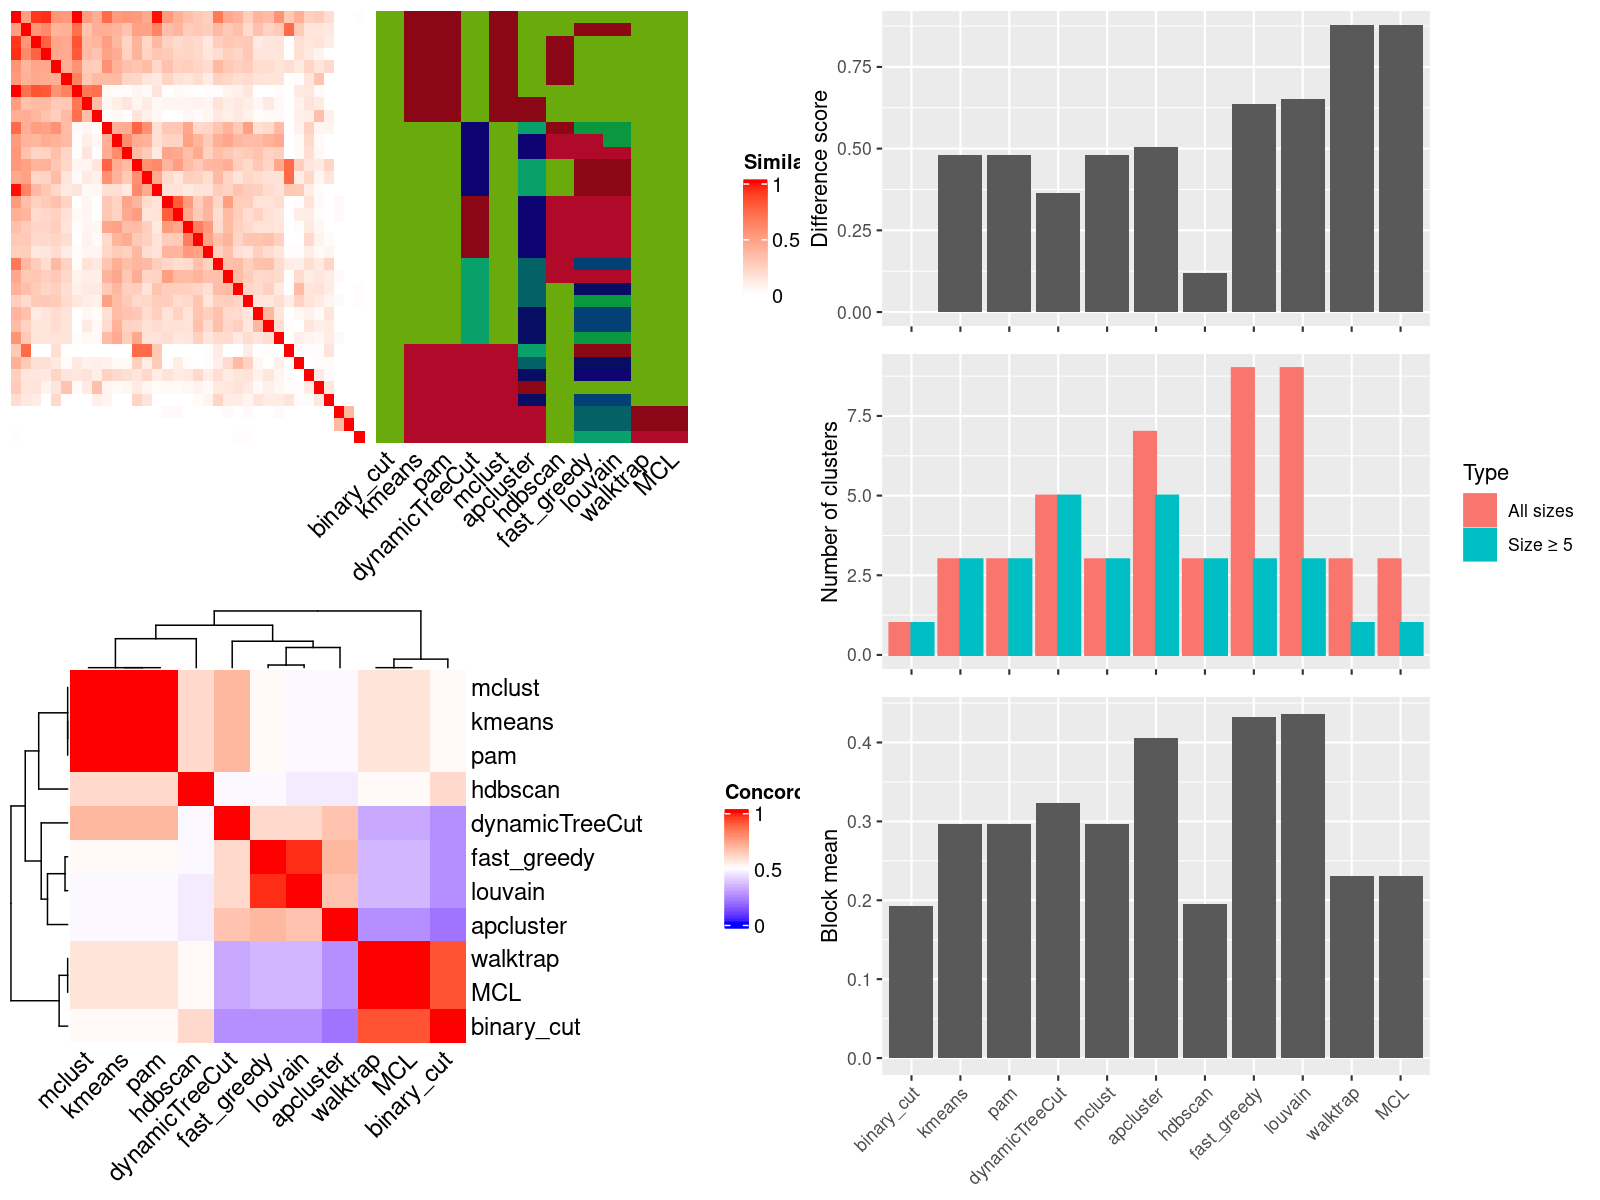 Simila
1
0.5
0
binary_cut
kmeans
pam
dynamicTreeCut
mclust
apcluster
hdbscan
fast_greedy
louvain
walktrap
MCL
mclust
kmeans
pam
hdbscan
dynamicTreeCut
fast_greedy
louvain
apcluster
walktrap
MCL
binary_cut
Concord
1
0.5
0
mclust
kmeans
pam
hdbscan
dynamicTreeCut
fast_greedy
louvain
apcluster
walktrap
MCL
binary_cut
Difference score
0.75
0.50
0.25
0.00
Number of clusters
7.5
5.0
2.5
0.0
Type
All sizes
Size ≥ 5
Block mean
0.4
0.3
0.2
0.1
0.0
binary_cut
kmeans
pam
dynamicTreeCut
mclust
apcluster
hdbscan
fast_greedy
louvain
walktrap
MCL